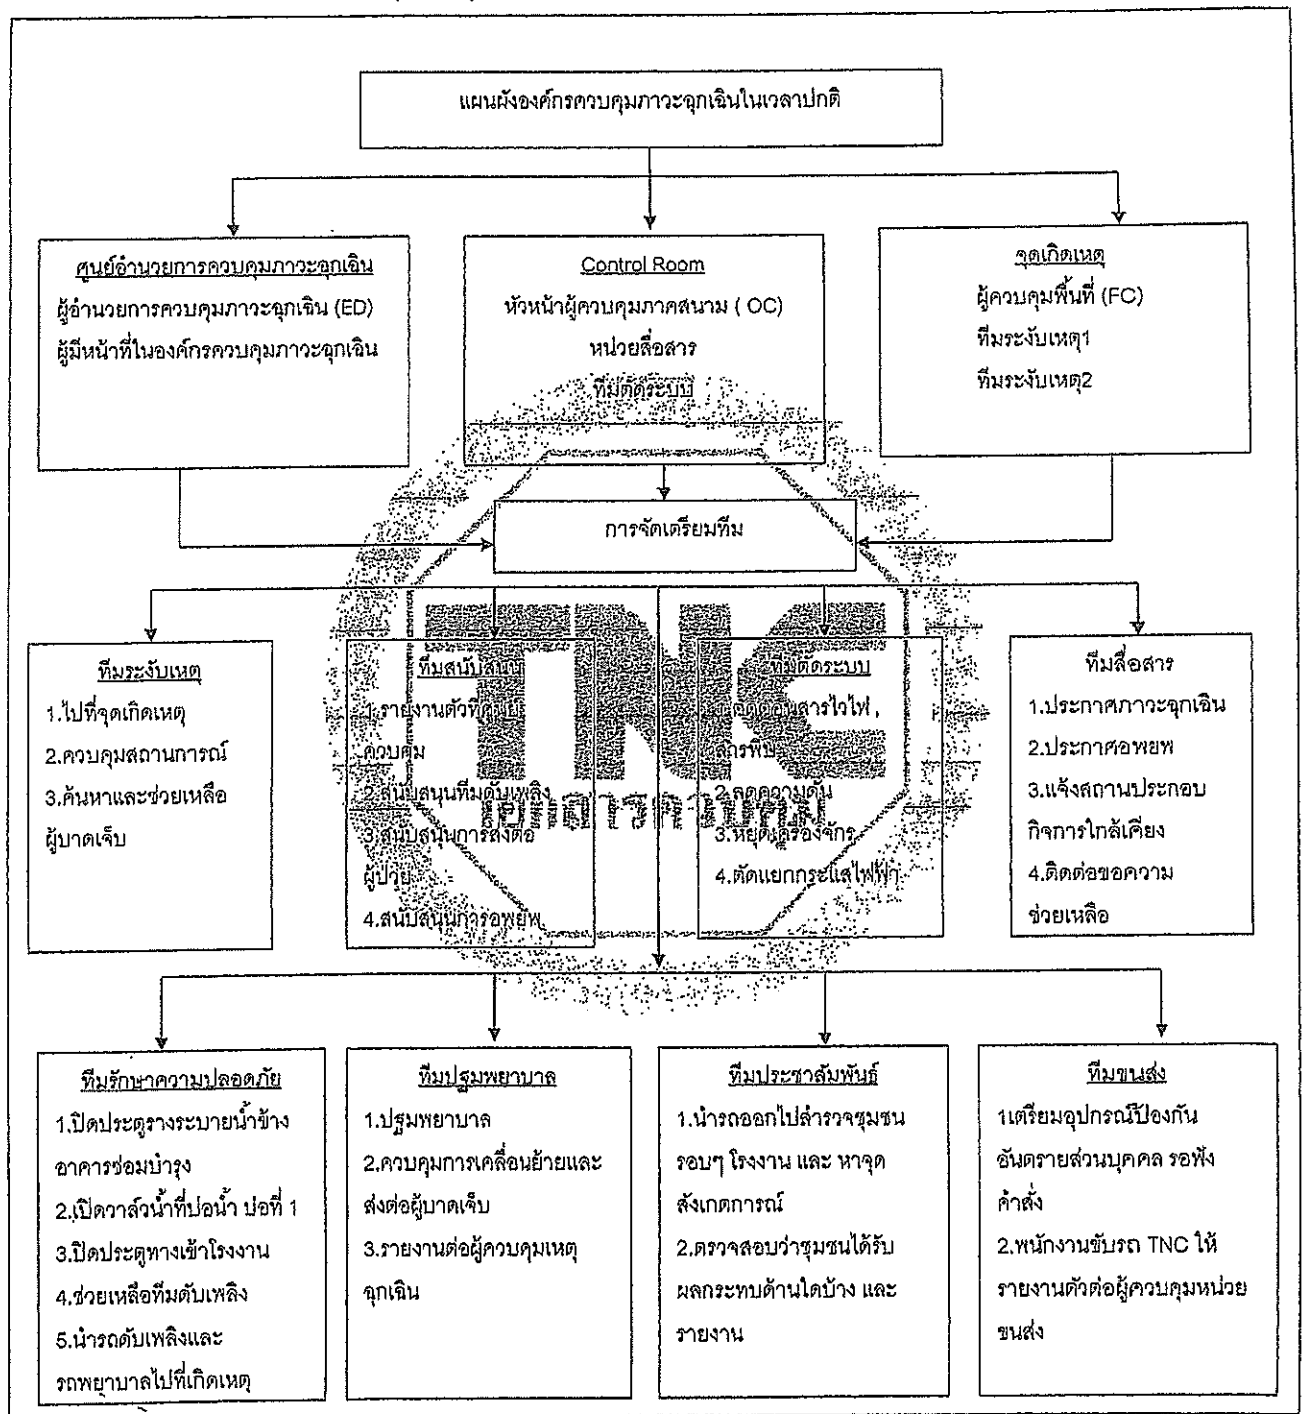 แผนผังองค์กรควบคุมภาวะฉุกเฉินในเวลาปกติ
ศูนย์อำนวยการควบคุมภาวะฉุกเฉิน
ผู้อำนวยการควบคุมภาวะฉุกเฉิน (ED)
ผู้มีหน้าที่ในองค์กรควบคุมภาวะฉุกเฉิน
Control Room
หัวหน้าผู้ควบคุมภาคสนาม ( OC)
หน่วยสื่อสาร
ทีมตัดระบบ
จุดเกิดเหตุ
ผู้ควบคุมพื้นที่ (FC)
ทีมระงับเหตุ1
ทีมระงับเหตุ2
การจัดเตรียมทีม
ทีมระงับเหตุ
1.ไปที่จุดเกิดเหตุ
2.ควบคุมสถานการณ์
3.ค้นหาและช่วยเหลือ
ผู้บาดเจ็บ
ทีมสนับสนุน
1.รายงานตัวที่ศูนย์
ควบคุม
2.สนับสนุนทีมดับเพลิง
3.สนับสนุนการส่งต่อ
ผู้ป่วย
4.สนับสนุนการอพยพ
ทีมตัดระบบ
สารไวไฟ ,
สารพิษ
2.ลดความดัน
3.หยุดเครื่องจักร
4.ตัดแยกกระแสไฟฟ้า
ทีมสื่อสาร
1.ประกาศภาวะฉุกเฉิน
2.ประกาศอพยพ
3.แจ้งสถานประกอบ
กิจการใกล้เคียง
4.ติดต่อขอความ
ช่วยเหลือ
TNC
เอกสารควบคุม
ทีมรักษาความปลอดภัย
1.ปิดประตูรางระบายน้ำข้าง
อาคารซ่อมบำรุง
2.เปิดวาล์วน้ำที่บ่อน้ำ บ่อที่ 1
3.ปิดประตูทางเข้าโรงงาน
4.ช่วยเหลือทีมดับเพลิง
5.นำรถดับเพลิงและ
รถพยาบาลไปที่เกิดเหตุ
ทีมปฐมพยาบาล
1.ปฐมพยาบาล
2.ควบคุมการเคลื่อนย้ายและ
ส่งต่อผู้บาดเจ็บ
3.รายงานต่อผู้ควบคุมเหตุ
ฉุกเฉิน
ทีมประชาสัมพันธ์
1.นำรถออกไปสำรวจชุมชน
รอบๆ โรงงาน และ หาจุด
สังเกตการณ์
2.ตรวจสอบว่าชุมชนได้รับ
ผลกระทบด้านใดบ้าง และ
รายงาน
ทีมขนส่ง
1เตรียมอุปกรณ์ป้องกัน
อันตรายส่วนบุคคล รอฟัง
คำสั่ง
2.พนักงานขับรถ TNC ให้
รายงานตัวต่อผู้ควบคุมหน่วย
ขนส่ง